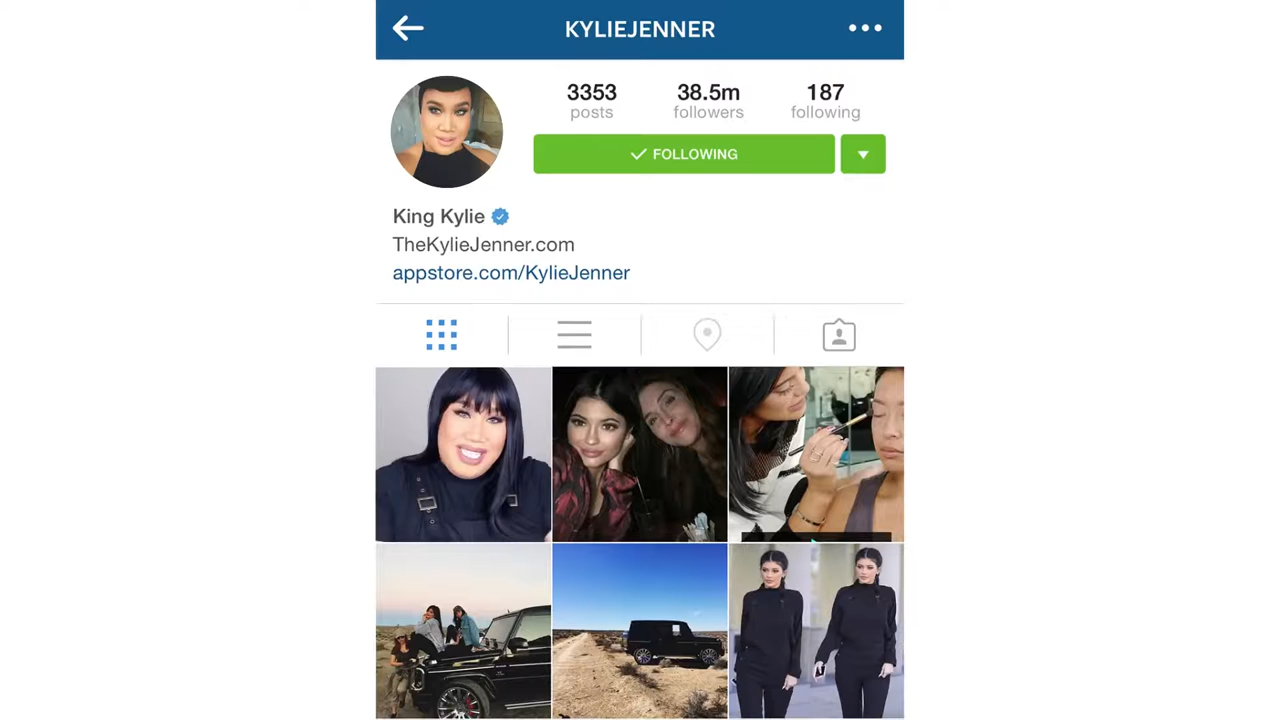 KYLIEJENNER
3353 38.5m 187
posts followers following
FOLLOWING
King Kylie
TheKylieJenner.com
appstore.com/KylieJenner